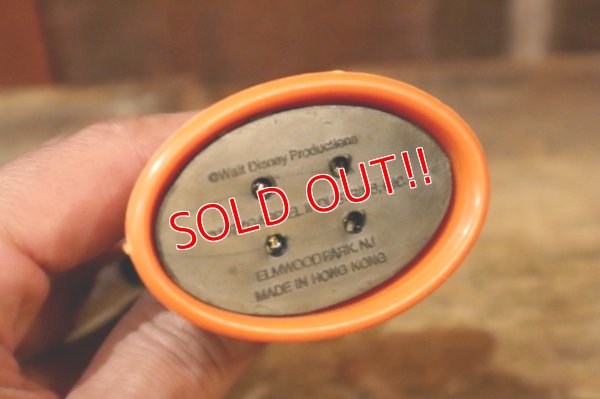 ©Walt Disney Productions
SOLD OUT!!
ELMWOOD PARK, NJ
MADE IN HONG KONG